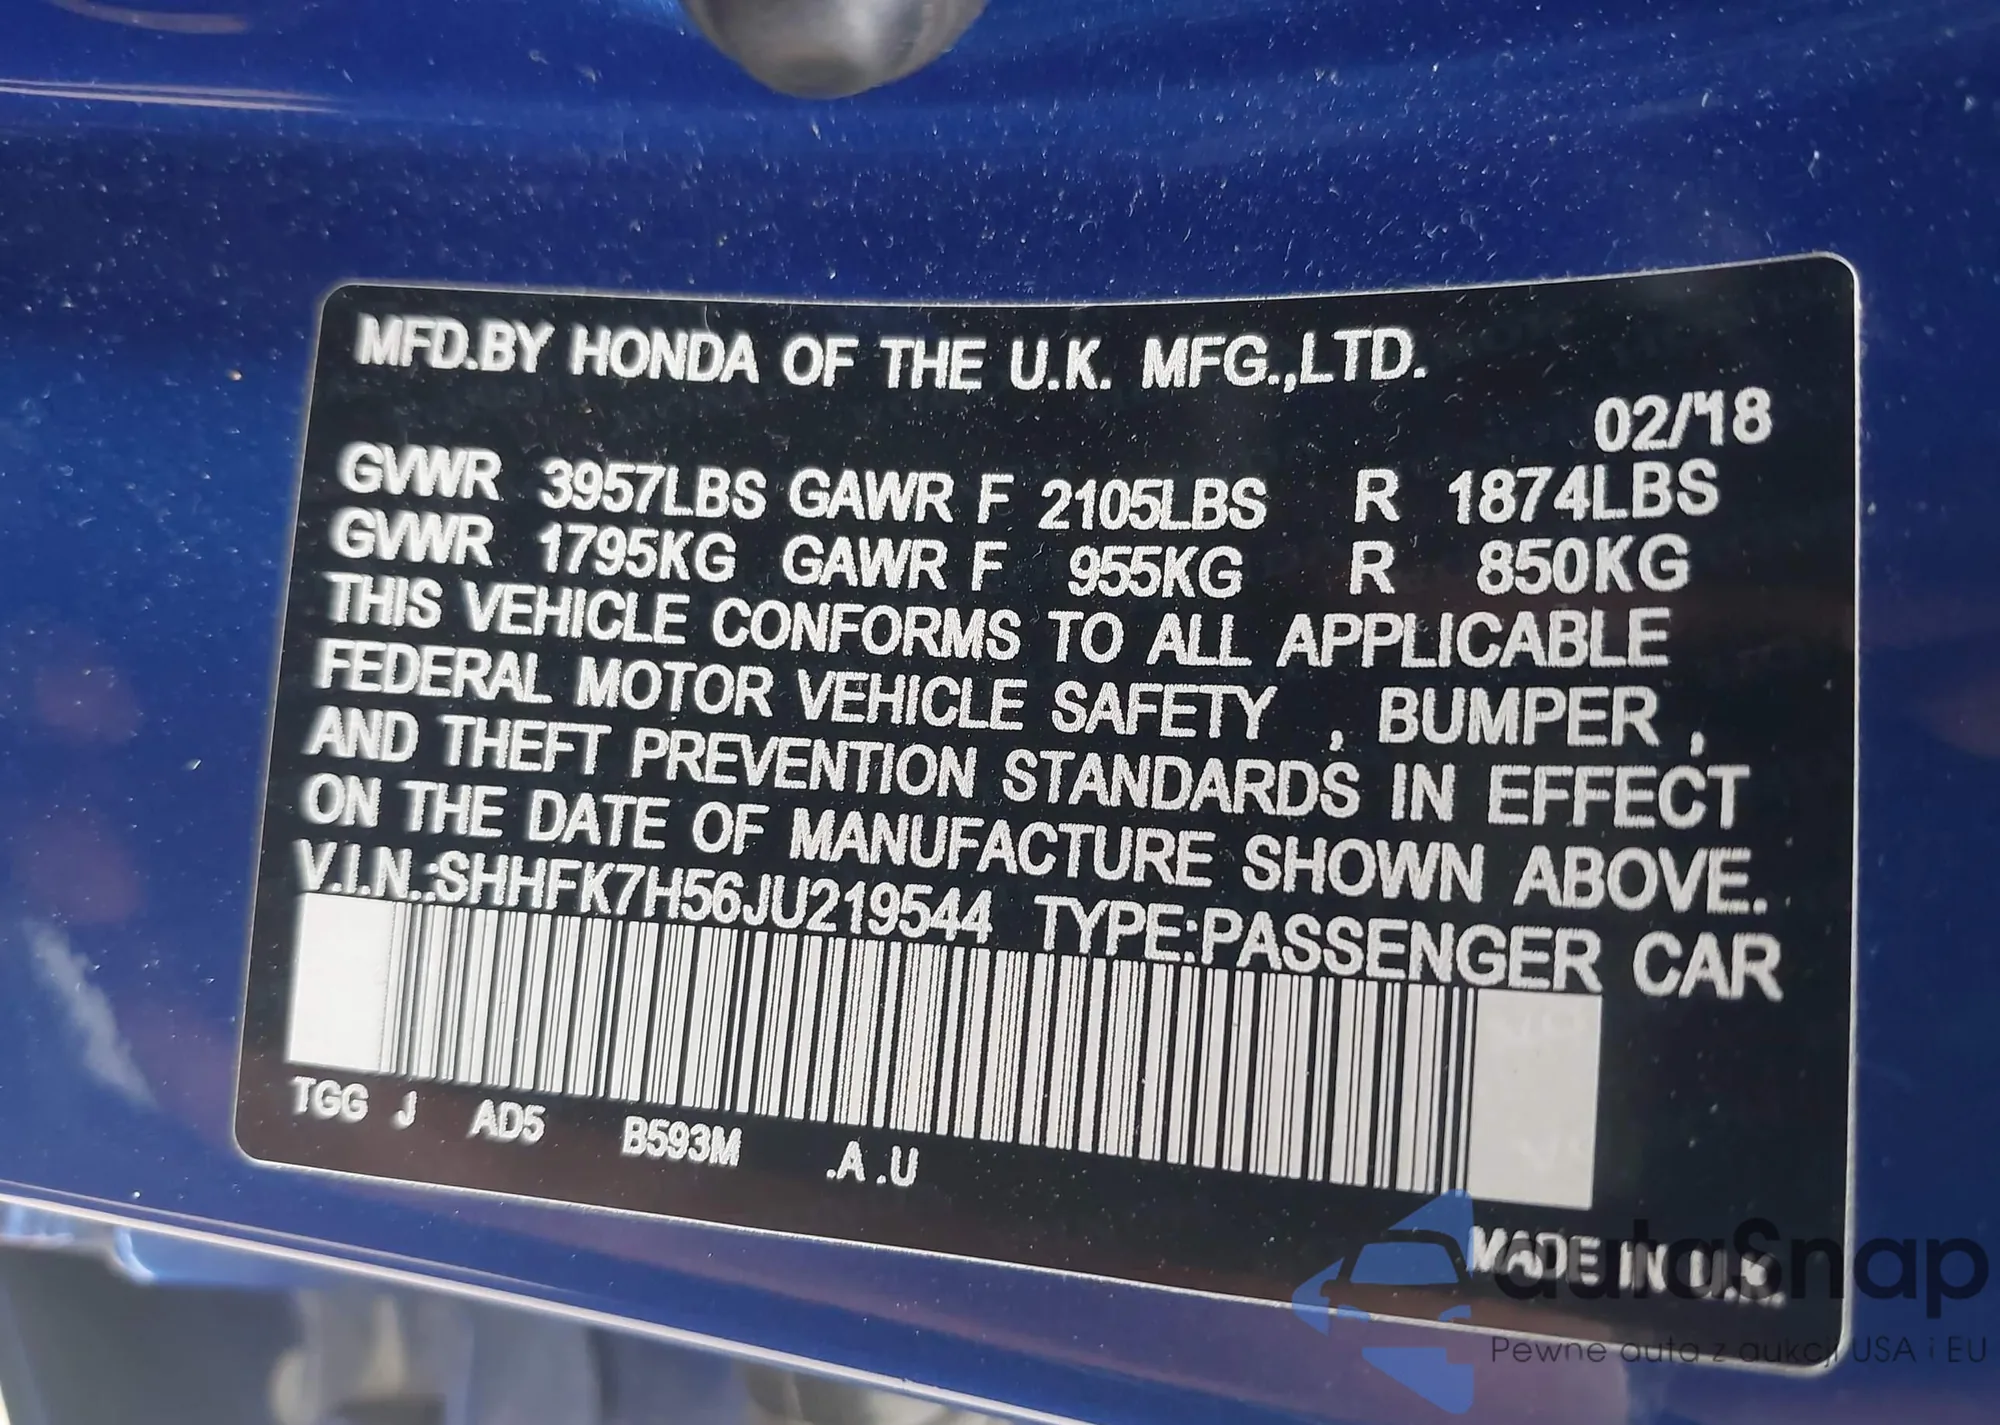 MFD.BY HONDA OF THE U.K. MFG.,LTD.
02/'18
GVWR 3957LBS GAWR F 2105LBS R 1874LBS
GVWR 1795KG GAWR F 955KG R 850KG
THIS VEHICLE CONFORMS TO ALL APPLICABLE
FEDERAL MOTOR VEHICLE SAFETY , BUMPER ,
AND THEFT PREVENTION STANDARDS IN EFFECT
ON THE DATE OF MANUFACTURE SHOWN ABOVE.
V.I.N.:SHHFK7H56JU219544 TYPE:PASSENGER CAR
TGG J AD5 B593M .A .U
MADE IN U.K.
autoSnap
Pewne auta z aukcji USA i EU